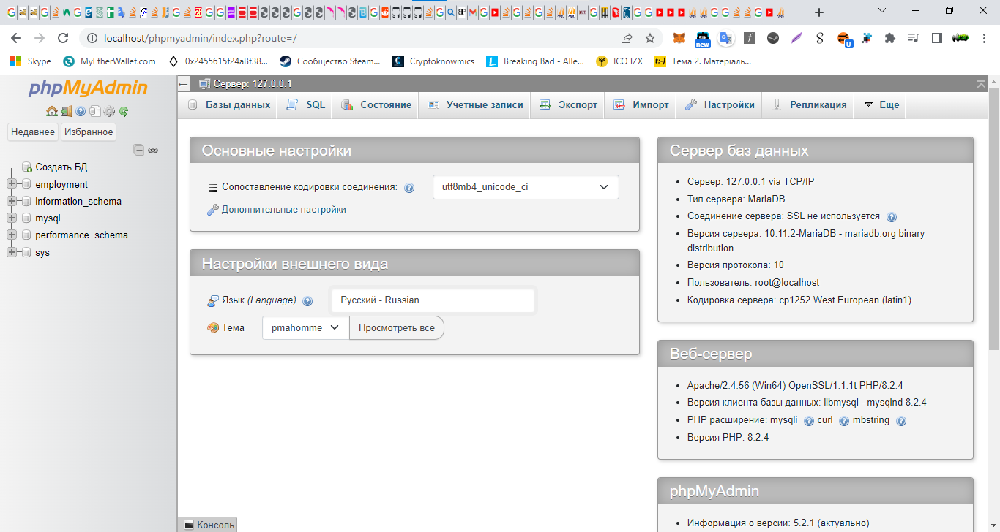 localhost/phpmyadmin/index.php?route=/
new
U
Skype
MyEtherWallet.com
0x2455615f24aBf38...
Сообщество Steam...
Cryptoknowmics
Breaking Bad - Alle...
ICO IZX
Тема 2. Матеріаль...
phpMyAdmin
Недавнее
Избранное
Создать БД
employment
information_schema
mysql
performance_schema
sys
Сервер: 127.0.0.1
Базы данных
SQL
Состояние
Учётные записи
Экспорт
Импорт
Настройки
Репликация
Ещё
Основные настройки
Сопоставление кодировки соединения:
utf8mb4_unicode_ci
Дополнительные настройки
Настройки внешнего вида
Язык (Language)
Русский - Russian
Тема
pmahomme
Просмотреть все
Сервер баз данных
Сервер: 127.0.0.1 via TCP/IP
Тип сервера: MariaDB
Соединение сервера: SSL не используется
Версия сервера: 10.11.2-MariaDB - mariadb.org binary
distribution
Версия протокола: 10
Пользователь: root@localhost
Кодировка сервера: cp1252 West European (latin1)
Веб-сервер
Apache/2.4.56 (Win64) OpenSSL/1.1.1t PHP/8.2.4
Версия клиента базы данных: libmysql - mysqlnd 8.2.4
PHP расширение: mysqli curl mbstring
Версия PHP: 8.2.4
phpMyAdmin
Информация о версии: 5.2.1 (актуально)
Консоль